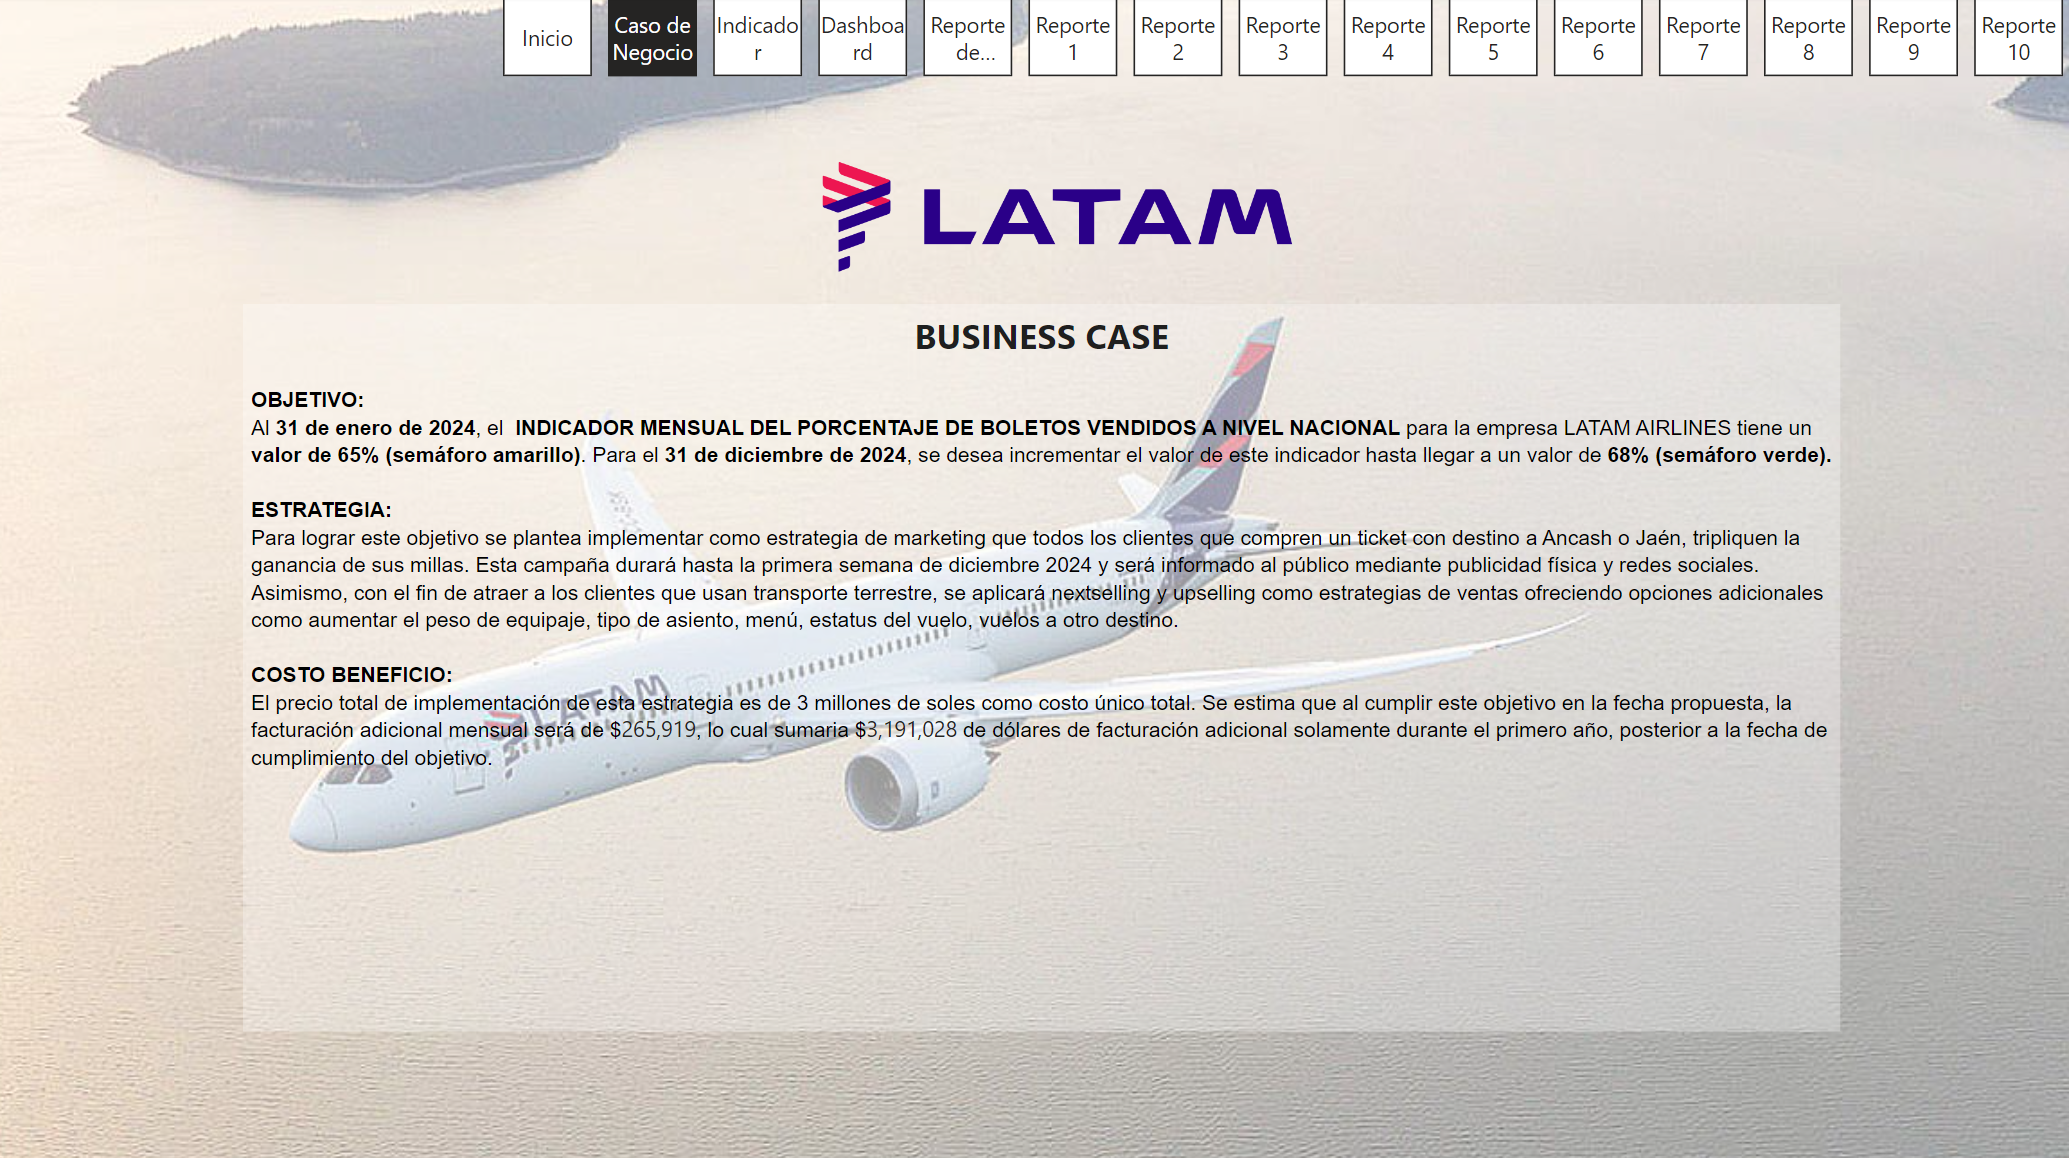 Inicio
Caso de
Negocio
Indicado
r
Dashboa
rd
Reporte
de...
Reporte
1
Reporte
2
Reporte
3
Reporte
4
Reporte
5
Reporte
6
Reporte
7
Reporte
8
Reporte
9
Reporte
10
LATAM
BUSINESS CASE
OBJETIVO:
Al 31 de enero de 2024, el INDICADOR MENSUAL DEL PORCENTAJE DE BOLETOS VENDIDOS A NIVEL NACIONAL para la empresa LATAM AIRLINES tiene un
valor de 65% (semáforo amarillo). Para el 31 de diciembre de 2024, se desea incrementar el valor de este indicador hasta llegar a un valor de 68% (semáforo verde).
ESTRATEGIA:
Para lograr este objetivo se plantea implementar como estrategia de marketing que todos los clientes que compren un ticket con destino a Ancash o Jaén, tripliquen la
ganancia de sus millas. Esta campaña durará hasta la primera semana de diciembre 2024 y será informado al público mediante publicidad física y redes sociales.
Asimismo, con el fin de atraer a los clientes que usan transporte terrestre, se aplicará nextselling y upselling como estrategias de ventas ofreciendo opciones adicionales
como aumentar el peso de equipaje, tipo de asiento, menú, estatus del vuelo, vuelos a otro destino.
COSTO BENEFICIO:
El precio total de implementación de esta estrategia es de 3 millones de soles como costo único total. Se estima que al cumplir este objetivo en la fecha propuesta, la
facturación adicional mensual será de $265,919, lo cual sumaria $3,191,028 de dólares de facturación adicional solamente durante el primero año, posterior a la fecha de
cumplimiento del objetivo.
LATAM